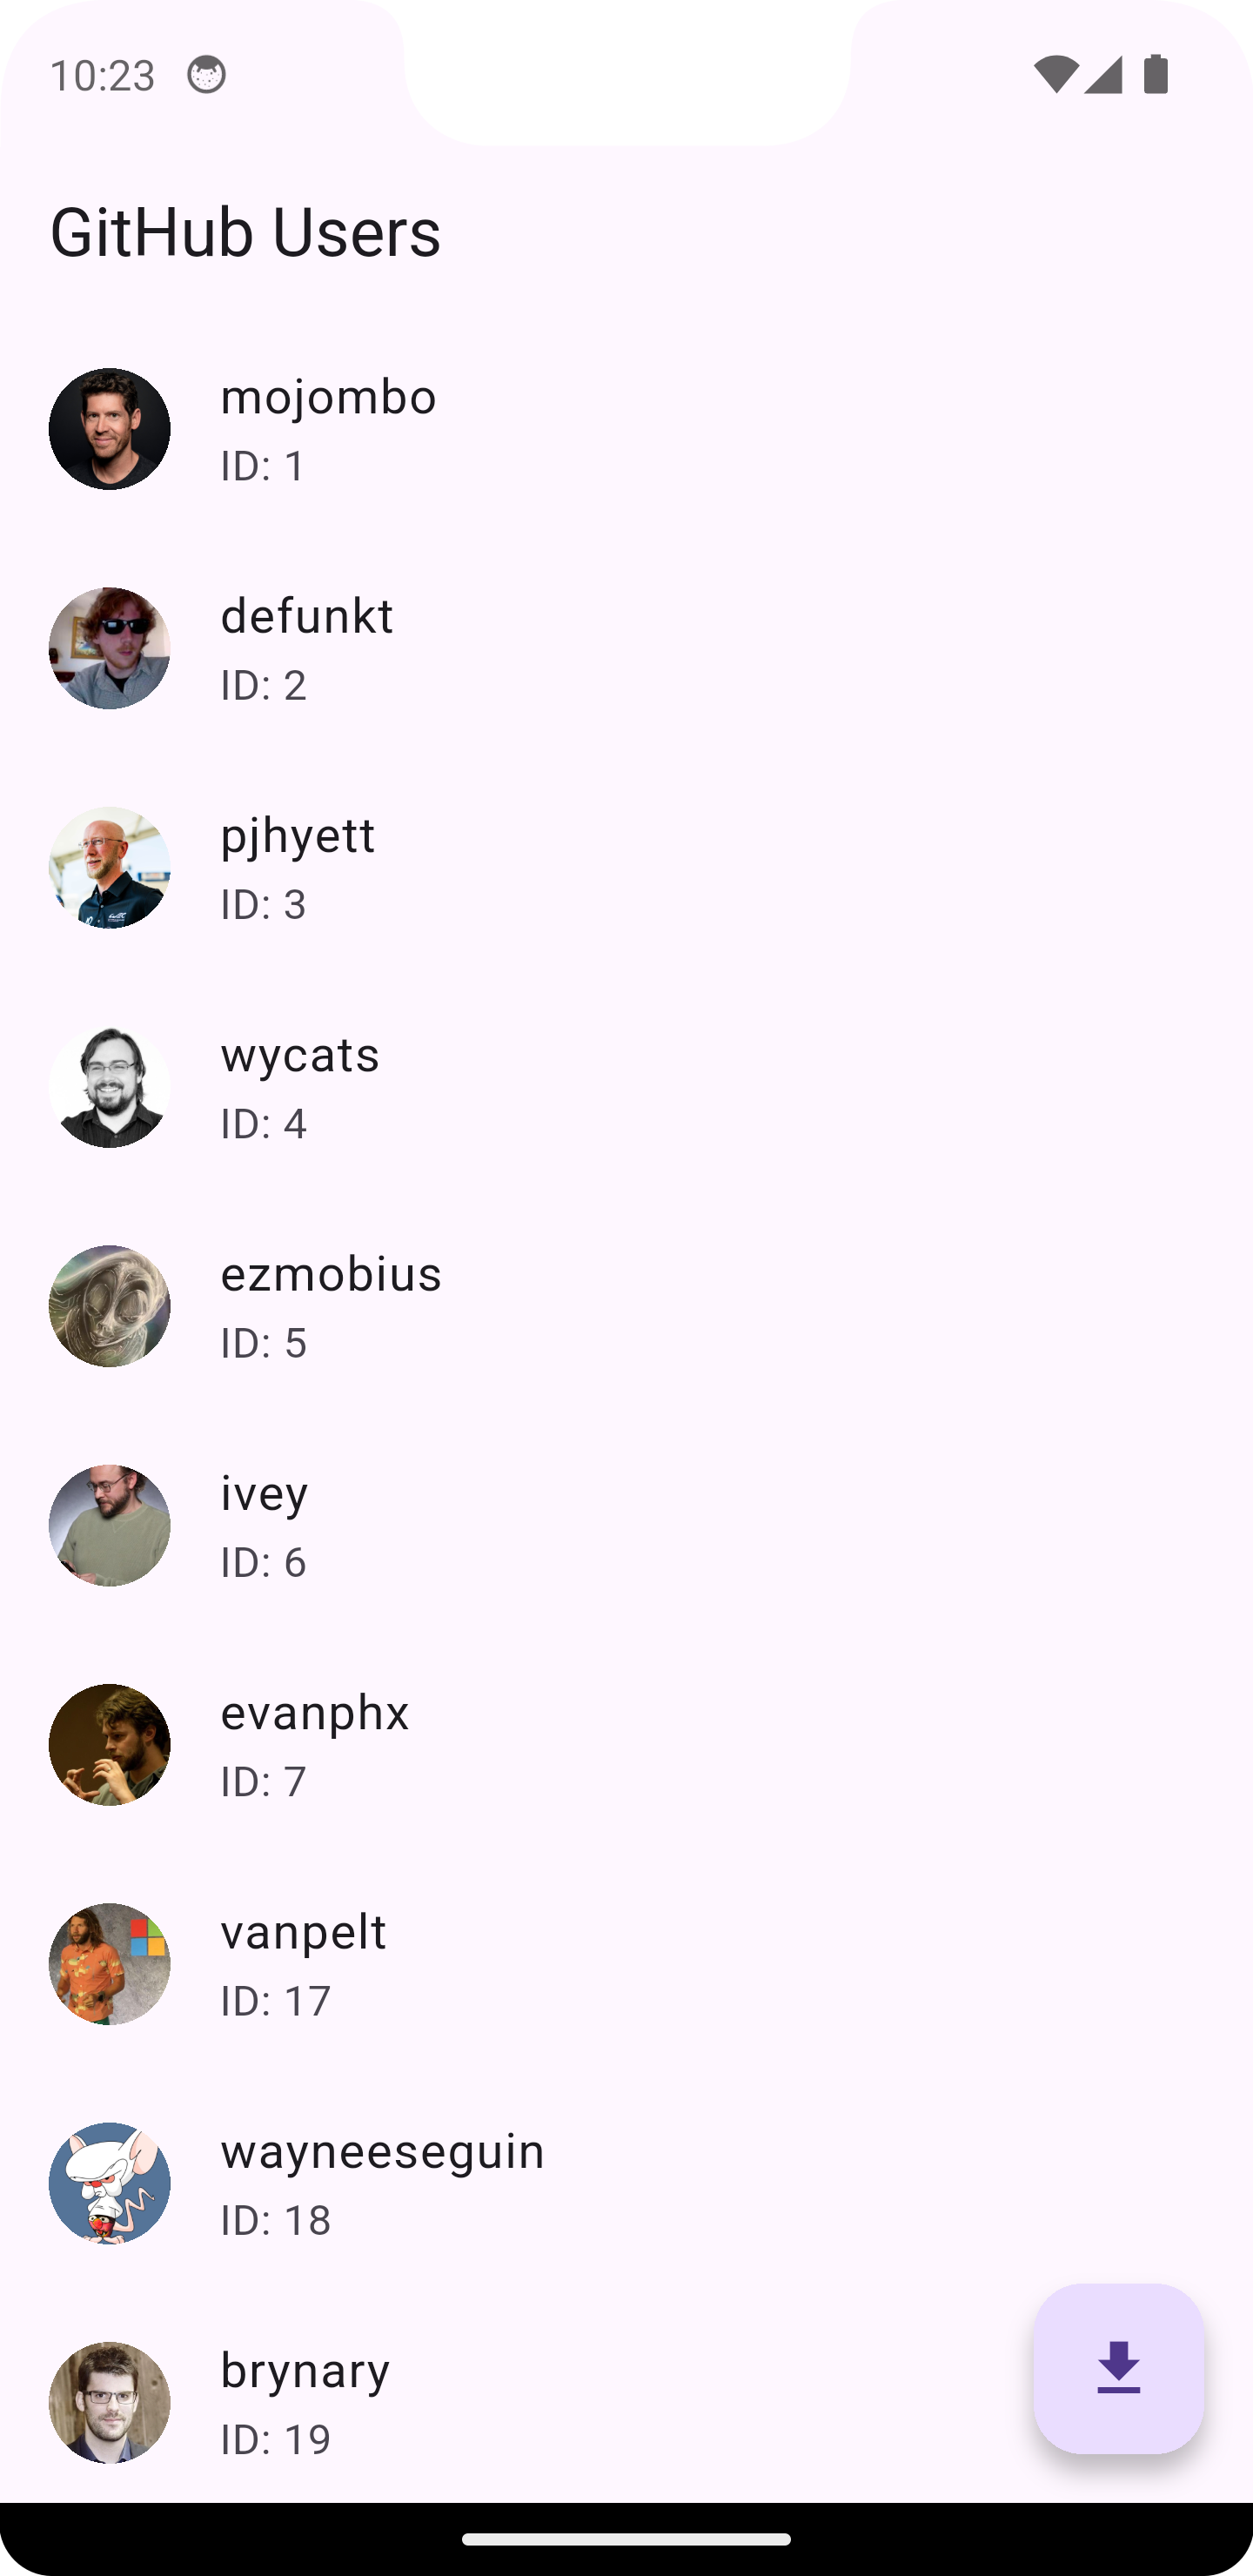 10:23
GitHub Users
mojombo
ID: 1
defunkt
ID: 2
pjhyett
ID: 3
wycats
ID: 4
ezmobius
ID: 5
ivey
ID: 6
evanphx
ID: 7
vanpelt
ID: 17
wayneeseguin
ID: 18
brynary
ID: 19